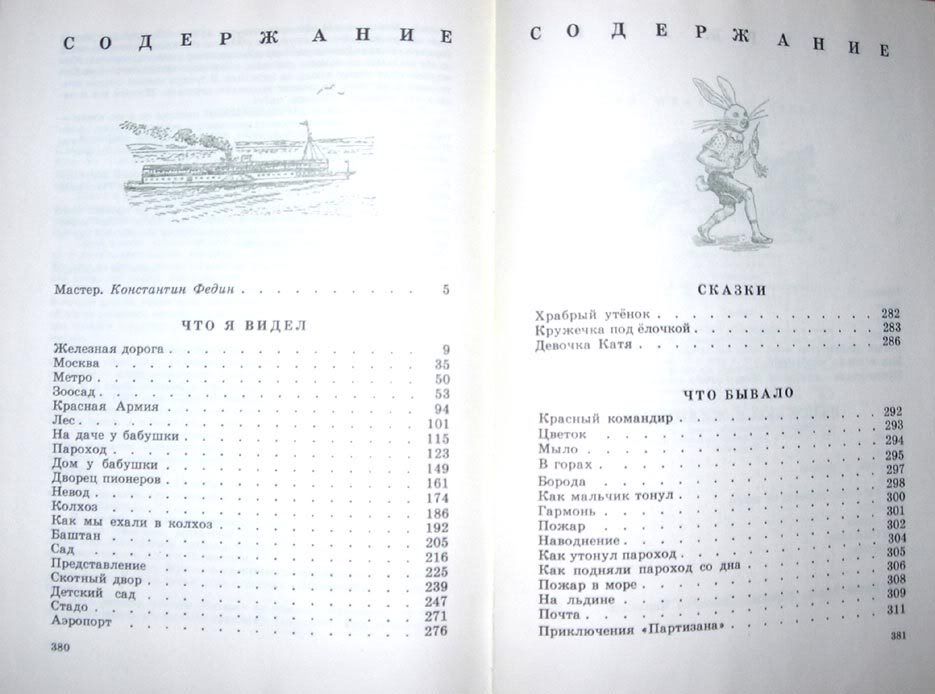 СОДЕРЖАНИЕ
Мастер. Константин Федин . . . . . . . . . . 5
ЧТО Я ВИДЕЛ
Железная дорога . . . . . . . . . . 9
Москва . . . . . . . . . . 35
Метро . . . . . . . . . . 50
Зоосад . . . . . . . . . . 53
Красная Армия . . . . . . . . . . 94
Лес . . . . . . . . . . 101
На даче у бабушки . . . . . . . . . . 115
Пароход . . . . . . . . . . 123
Дом у бабушки . . . . . . . . . . 149
Дворец пионеров . . . . . . . . . . 161
Невод . . . . . . . . . . 174
Колхоз . . . . . . . . . . 186
Как мы ехали в колхоз . . . . . . . . . . 192
Баштан . . . . . . . . . . 205
Сад . . . . . . . . . . 216
Представление . . . . . . . . . . 225
Скотный двор . . . . . . . . . . 239
Детский сад . . . . . . . . . . 247
Стадо . . . . . . . . . . 271
Аэропорт . . . . . . . . . . 276
380
СОДЕРЖАНИЕ
СКАЗКИ
Храбрый утёнок . . . . . . . . . . 282
Кружечка под ёлочкой . . . . . . . . . . 283
Девочка Катя . . . . . . . . . . 286
ЧТО БЫВАЛО
Красный командир . . . . . . . . . . 292
Цветок . . . . . . . . . . 293
Мыло . . . . . . . . . . 294
В горах . . . . . . . . . . 295
Борода . . . . . . . . . . 297
Как мальчик тонул . . . . . . . . . . 298
Гармонь . . . . . . . . . . 300
Пожар . . . . . . . . . . 301
Наводнение . . . . . . . . . . 302
Как утонул пароход . . . . . . . . . . 304
Как подняли пароход со дна . . . . . . . . . . 305
Пожар в море . . . . . . . . . . 306
На льдине . . . . . . . . . . 308
Почта . . . . . . . . . . 309
Приключения «Партизана» . . . . . . . . . . 311
381